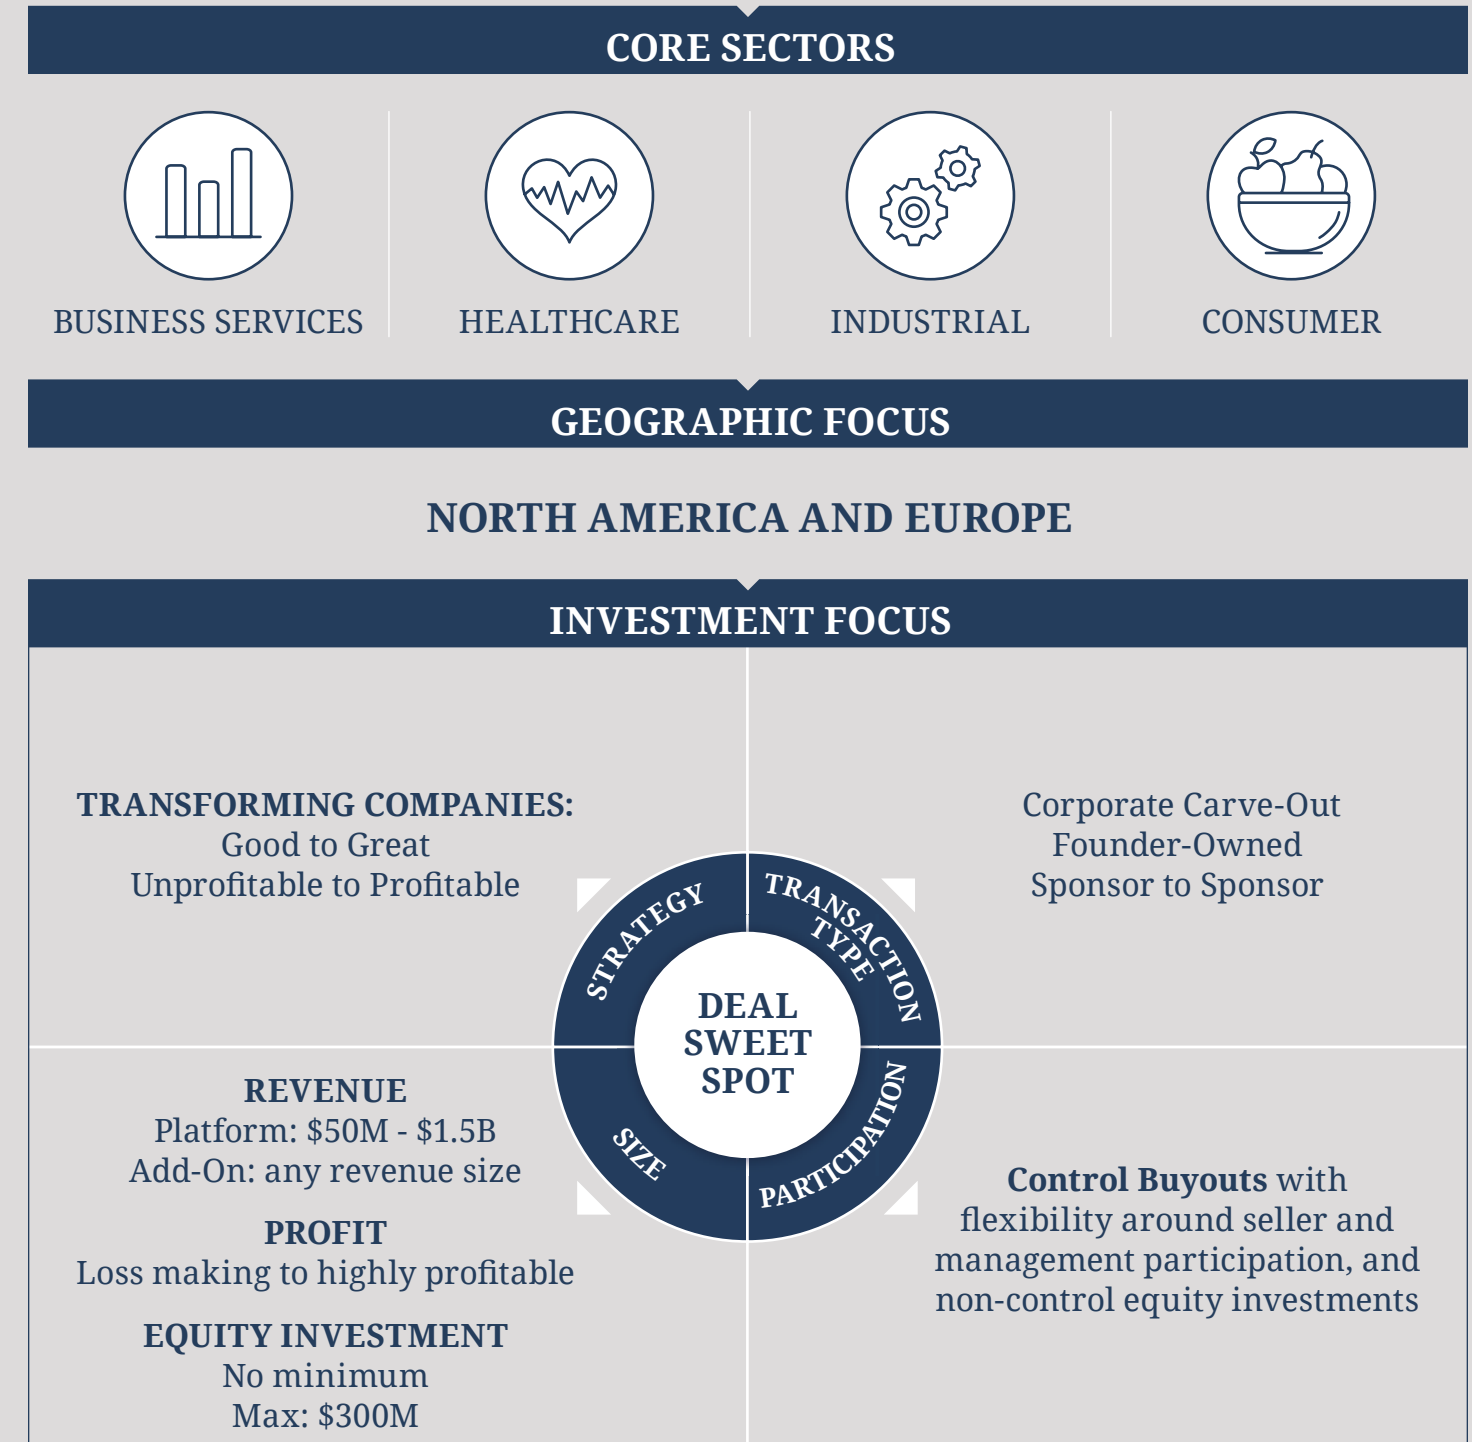 CORE SECTORS
BUSINESS SERVICES
HEALTHCARE
INDUSTRIAL
CONSUMER
GEOGRAPHIC FOCUS
NORTH AMERICA AND EUROPE
INVESTMENT FOCUS
TRANSFORMING COMPANIES:
Good to Great
Unprofitable to Profitable
Corporate Carve-Out
Founder-Owned
Sponsor to Sponsor
STRATEGY
TRANSACTION
TYPE
DEAL
SWEET
SPOT
SIZE
PARTICIPATION
REVENUE
Platform: $50M - $1.5B
Add-On: any revenue size
PROFIT
Loss making to highly profitable
EQUITY INVESTMENT
No minimum
Max: $300M
Control Buyouts with
flexibility around seller and
management participation, and
non-control equity investments